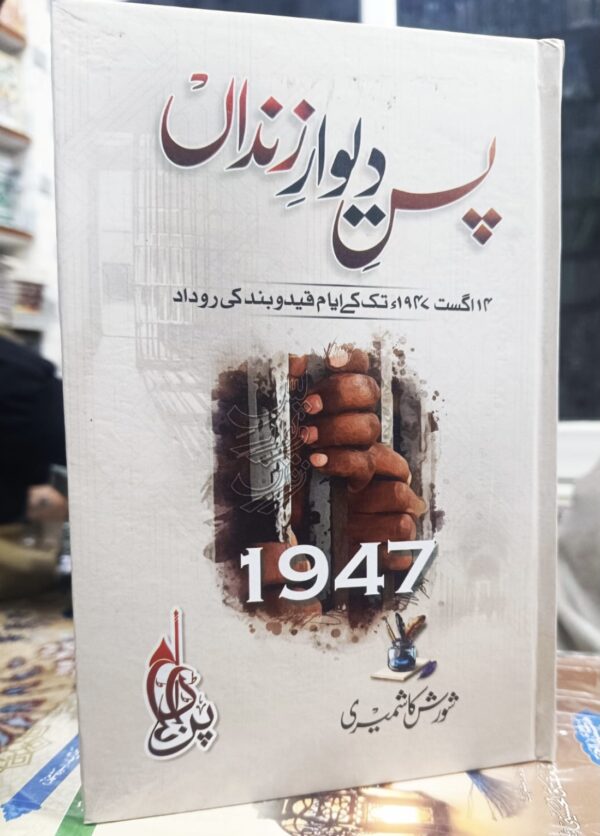 پسِ دیوارِ زنداں
۱۴ اگست ۱۹۴۷ء تک کے ایام قید و بند کی روداد
1947
شورش کاشمیری